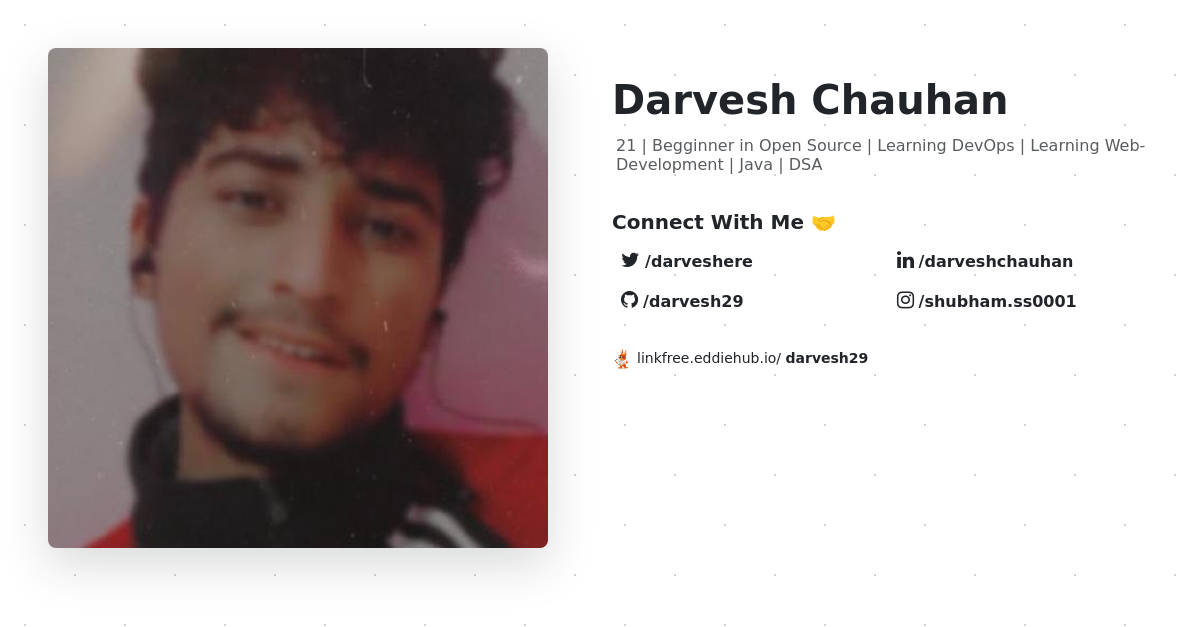 Darvesh Chauhan
21 | Begginner in Open Source | Learning DevOps | Learning Web-
Development | Java | DSA
Connect With Me 🤝
/darveshere
/darveshchauhan
/darvesh29
/shubham.ss0001
linkfree.eddiehub.io/ darvesh29